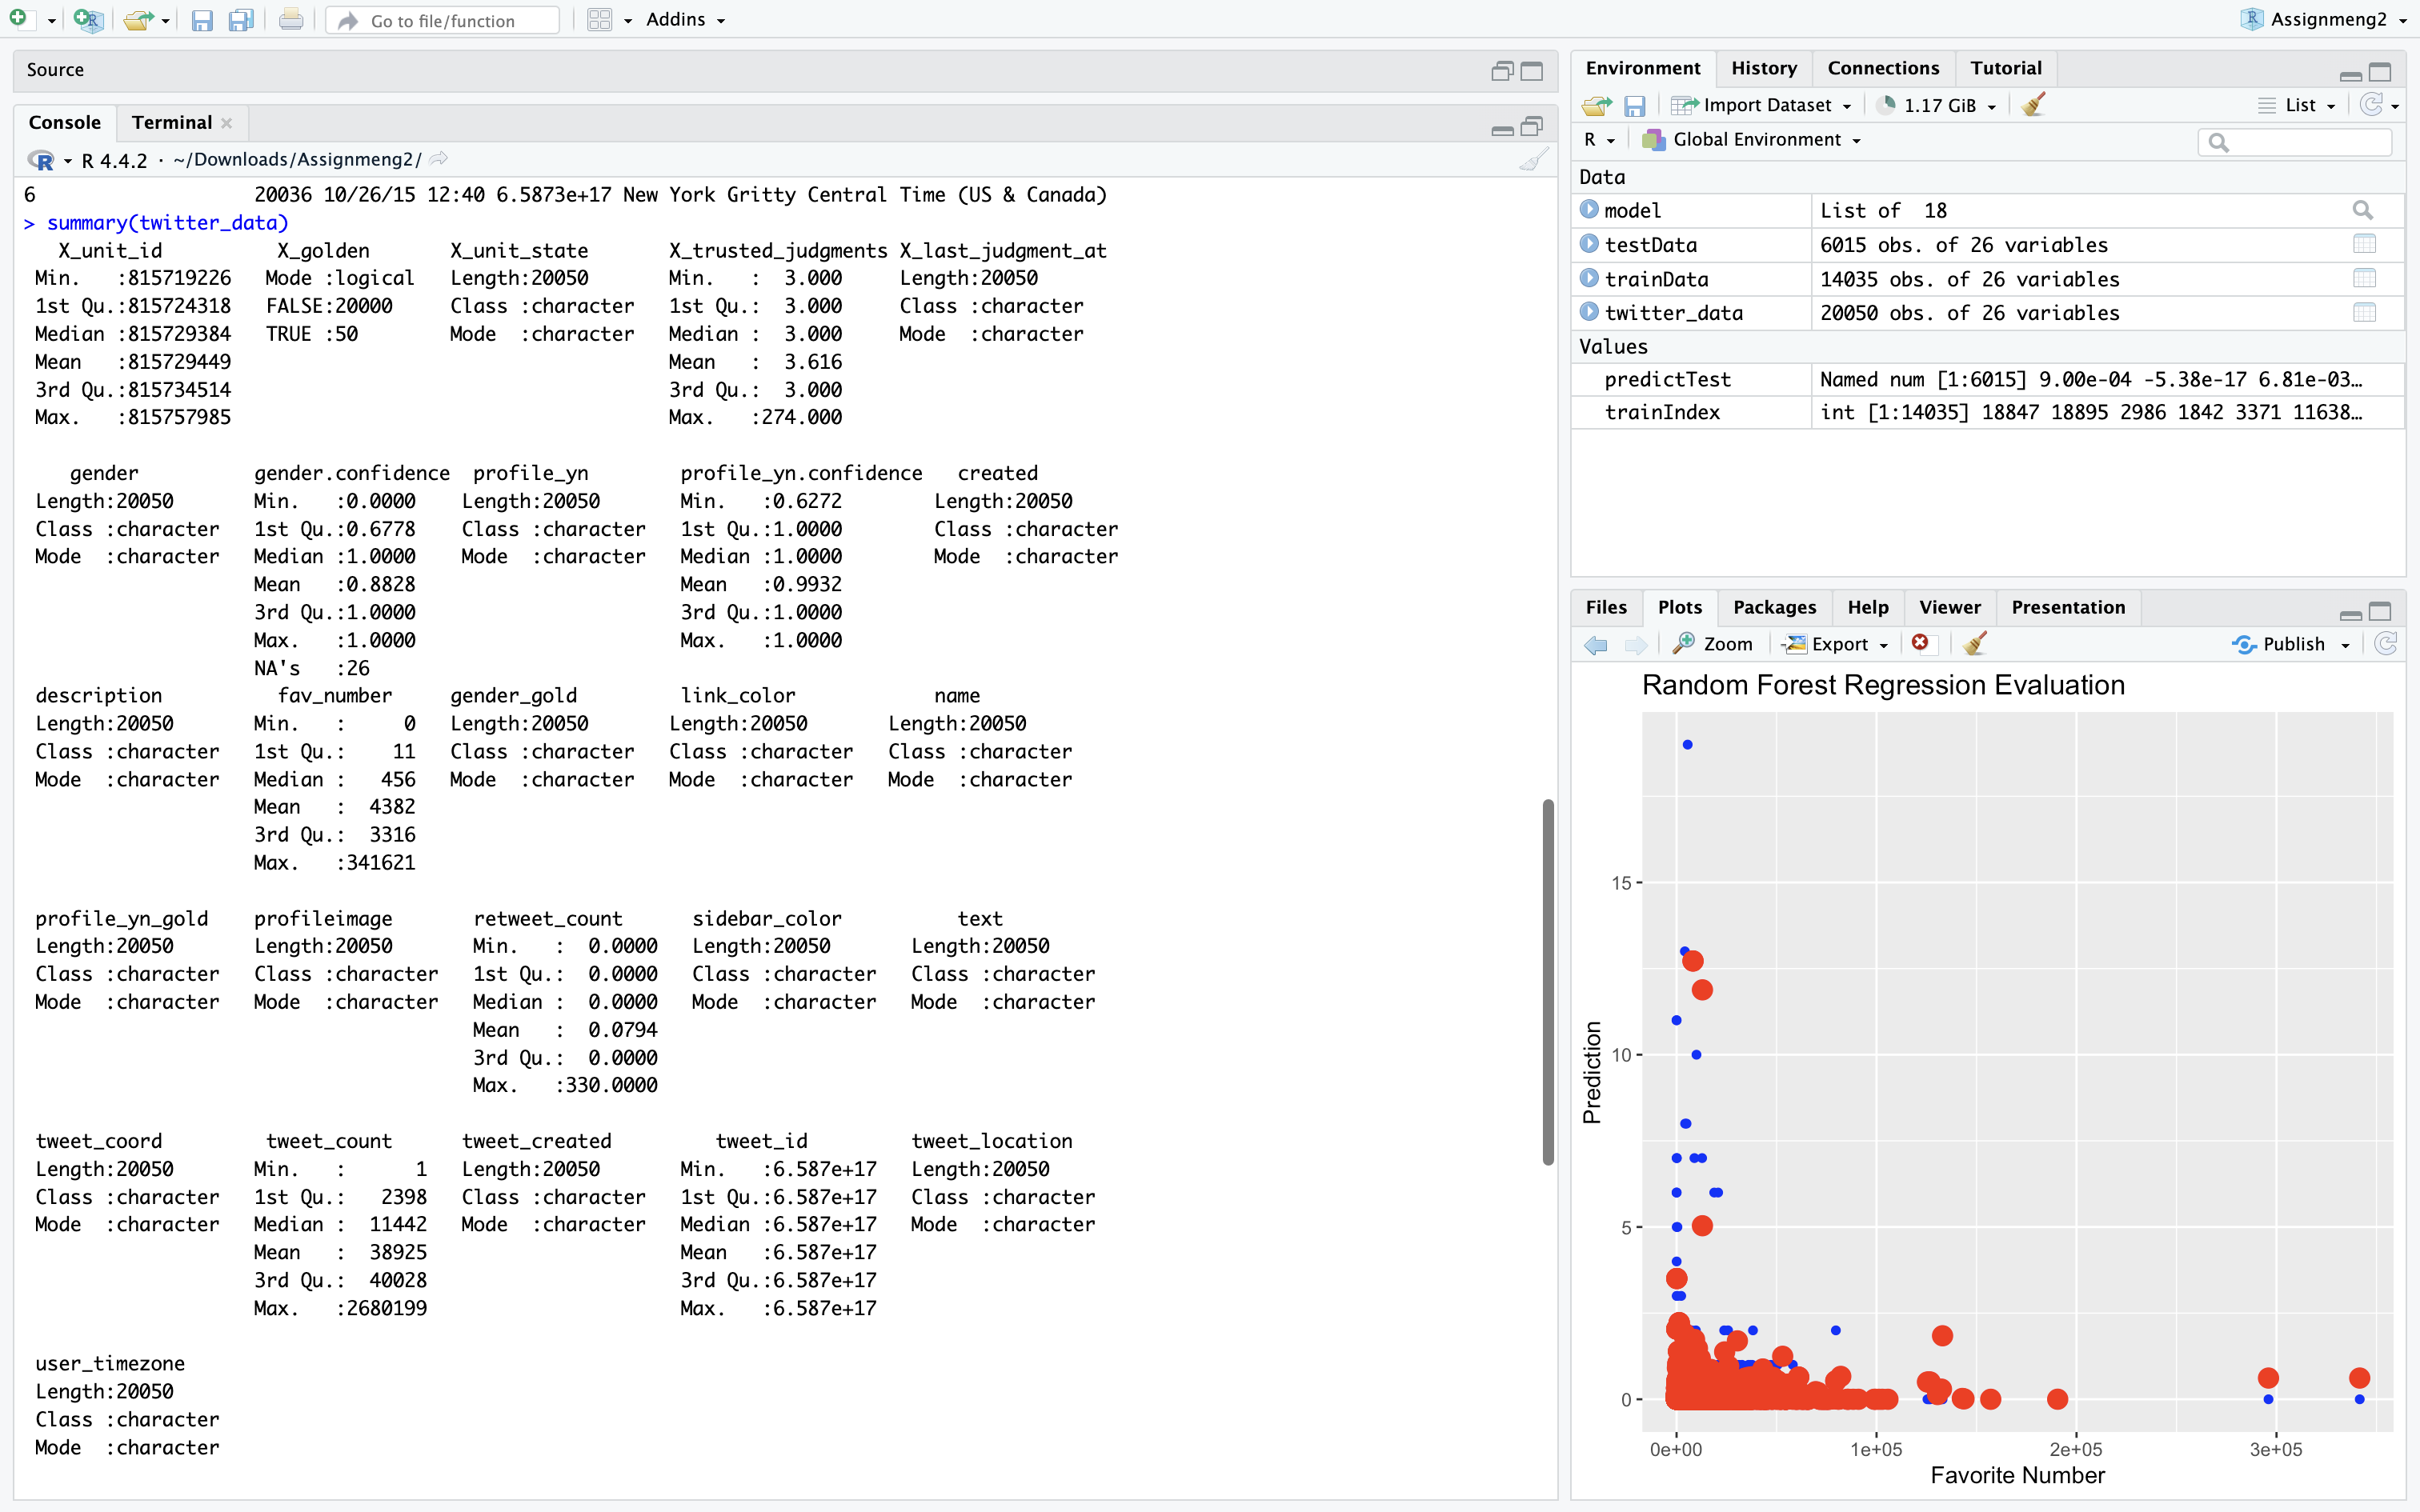 Go to file/function
Addins
Assignmeng2
Source
Console Terminal
R 4.4.2 · ~/Downloads/Assignmeng2/
6 20036 10/26/15 12:40 6.5873e+17 New York Gritty Central Time (US & Canada)
> summary(twitter_data)
X_unit_id X_golden X_unit_state X_trusted_judgments X_last_judgment_at
Min. :815719226 Mode :logical Length:20050 Min. : 3.000 Length:20050
1st Qu.:815724318 FALSE:20000 Class :character 1st Qu.: 3.000 Class :character
Median :815729384 TRUE :50 Mode :character Median : 3.000 Mode :character
Mean :815729449 Mean : 3.616
3rd Qu.:815734514 3rd Qu.: 3.000
Max. :815757985 Max. :274.000
gender gender.confidence profile_yn profile_yn.confidence created
Length:20050 Min. :0.0000 Length:20050 Min. :0.6272 Length:20050
Class :character 1st Qu.:0.6778 Class :character 1st Qu.:1.0000 Class :character
Mode :character Median :1.0000 Mode :character Median :1.0000 Mode :character
Mean :0.8828 Mean :0.9932
3rd Qu.:1.0000 3rd Qu.:1.0000
Max. :1.0000 Max. :1.0000
NA's :26
description fav_number gender_gold link_color name
Length:20050 Min. : 0 Length:20050 Length:20050 Length:20050
Class :character 1st Qu.: 11 Class :character Class :character Class :character
Mode :character Median : 456 Mode :character Mode :character Mode :character
Mean : 4382
3rd Qu.: 3316
Max. :341621
profile_yn_gold profileimage retweet_count sidebar_color text
Length:20050 Length:20050 Min. : 0.0000 Length:20050 Length:20050
Class :character Class :character 1st Qu.: 0.0000 Class :character Class :character
Mode :character Mode :character Median : 0.0000 Mode :character Mode :character
Mean : 0.0794
3rd Qu.: 0.0000
Max. :330.0000
tweet_coord tweet_count tweet_created tweet_id tweet_location
Length:20050 Min. : 1 Length:20050 Min. :6.587e+17 Length:20050
Class :character 1st Qu.: 2398 Class :character 1st Qu.:6.587e+17 Class :character
Mode :character Median : 11442 Mode :character Median :6.587e+17 Mode :character
Mean : 38925 Mean :6.587e+17
3rd Qu.: 40028 3rd Qu.:6.587e+17
Max. :2680199 Max. :6.587e+17
user_timezone
Length:20050
Class :character
Mode :character
Environment History Connections Tutorial
Import Dataset 1.17 GiB List
R Global Environment
Data
model List of 18
testData 6015 obs. of 26 variables
trainData 14035 obs. of 26 variables
twitter_data 20050 obs. of 26 variables
Values
predictTest Named num [1:6015] 9.00e-04 -5.38e-17 6.81e-03…
trainIndex int [1:14035] 18847 18895 2986 1842 3371 11638…
Files Plots Packages Help Viewer Presentation
Zoom Export Publish
Random Forest Regression Evaluation
15
10
5
0
Prediction
0e+00 1e+05 2e+05 3e+05
Favorite Number